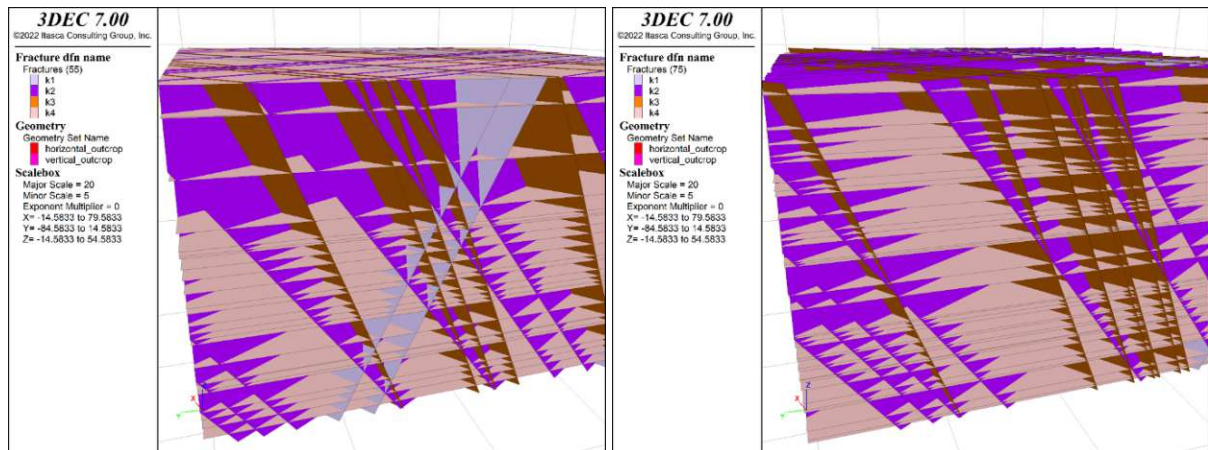 3DEC 7.00
©2022 Itasca Consulting Group, Inc.
Fracture dfn name
Fractures (55)
k1
k2
k3
k4
Geometry
Geometry Set Name
horizontal_outcrop
vertical_outcrop
Scalebox
Major Scale = 20
Minor Scale = 5
Exponent Multiplier = 0
X= -14.5833 to 79.5833
Y= -84.5833 to 14.5833
Z= -14.5833 to 54.5833
X
Y
3DEC 7.00
©2022 Itasca Consulting Group, Inc.
Fracture dfn name
Fractures (75)
k1
k2
k3
k4
Geometry
Geometry Set Name
horizontal_outcrop
vertical_outcrop
Scalebox
Major Scale = 20
Minor Scale = 5
Exponent Multiplier = 0
X= -14.5833 to 79.5833
Y= -84.5833 to 14.5833
Z= -14.5833 to 54.5833
Z
X
Y